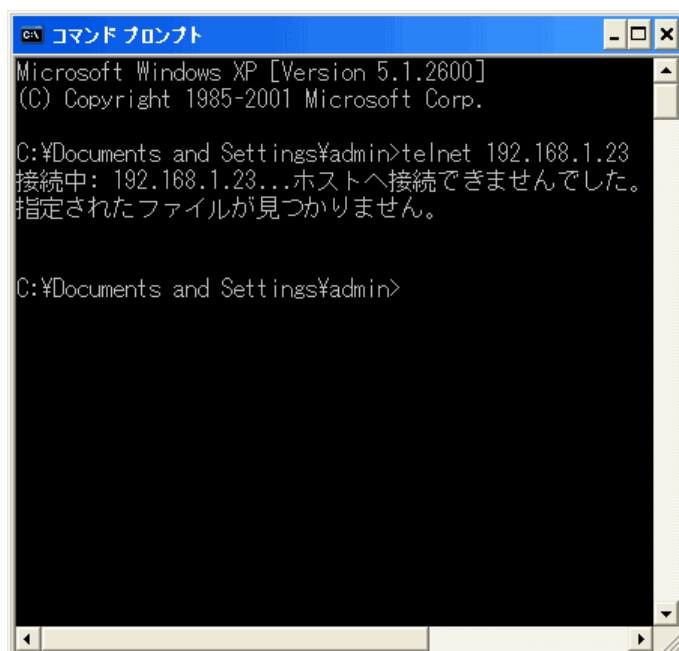 コマンド プロンプト
Microsoft Windows XP [Version 5.1.2600]
(C) Copyright 1985-2001 Microsoft Corp.
C:¥Documents and Settings¥admin>telnet 192.168.1.23
接続中: 192.168.1.23...ホストへ接続できませんでした。
指定されたファイルが見つかりません。
C:¥Documents and Settings¥admin>